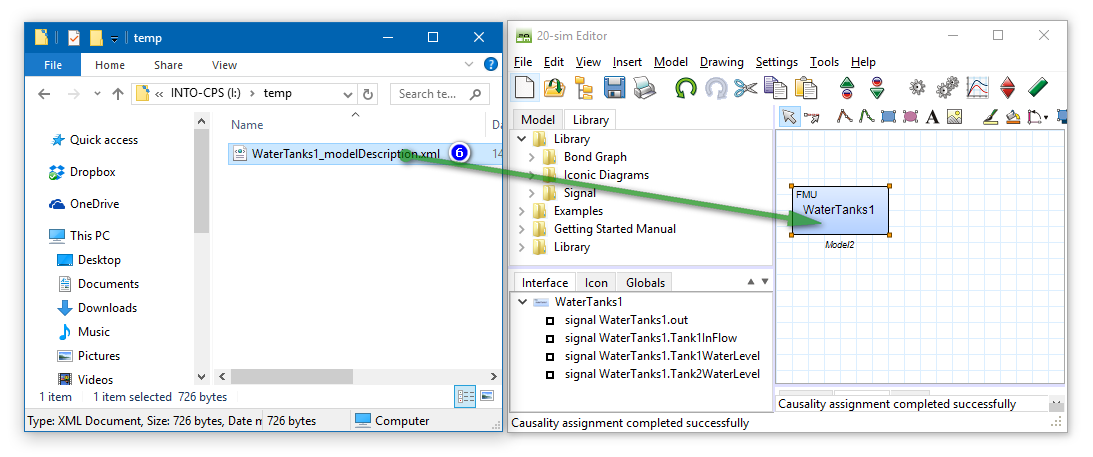 temp
File Home Share View
INTO-CPS (I:) temp
Search te...
Name
Da
WaterTanks1_modelDescription.xml
14
6
Quick access
Dropbox
OneDrive
This PC
Desktop
Documents
Downloads
Music
Pictures
Videos
1 item 1 item selected 726 bytes
Type: XML Document, Size: 726 bytes, Date m 726 bytes Computer
20-sim Editor
File Edit View Insert Model Drawing Settings Tools Help
Model Library
Library
Bond Graph
Iconic Diagrams
Signal
Examples
Getting Started Manual
Library
A
FMU
WaterTanks1
Model2
Interface Icon Globals
WaterTanks1
signal WaterTanks1.out
signal WaterTanks1.Tank1InFlow
signal WaterTanks1.Tank1WaterLevel
signal WaterTanks1.Tank2WaterLevel
Causality assignment completed successfully
Causality assignment completed successfully